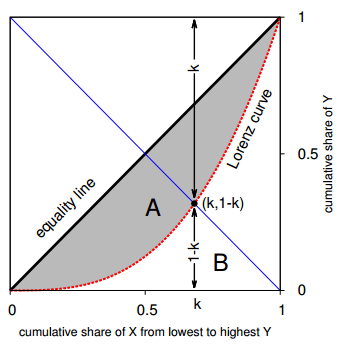 1
k
Lorenz curve
cumulative share of Y
0.5
equality line
A
(k,1-k)
1-k
B
0
k
0
0.5
1
cumulative share of X from lowest to highest Y